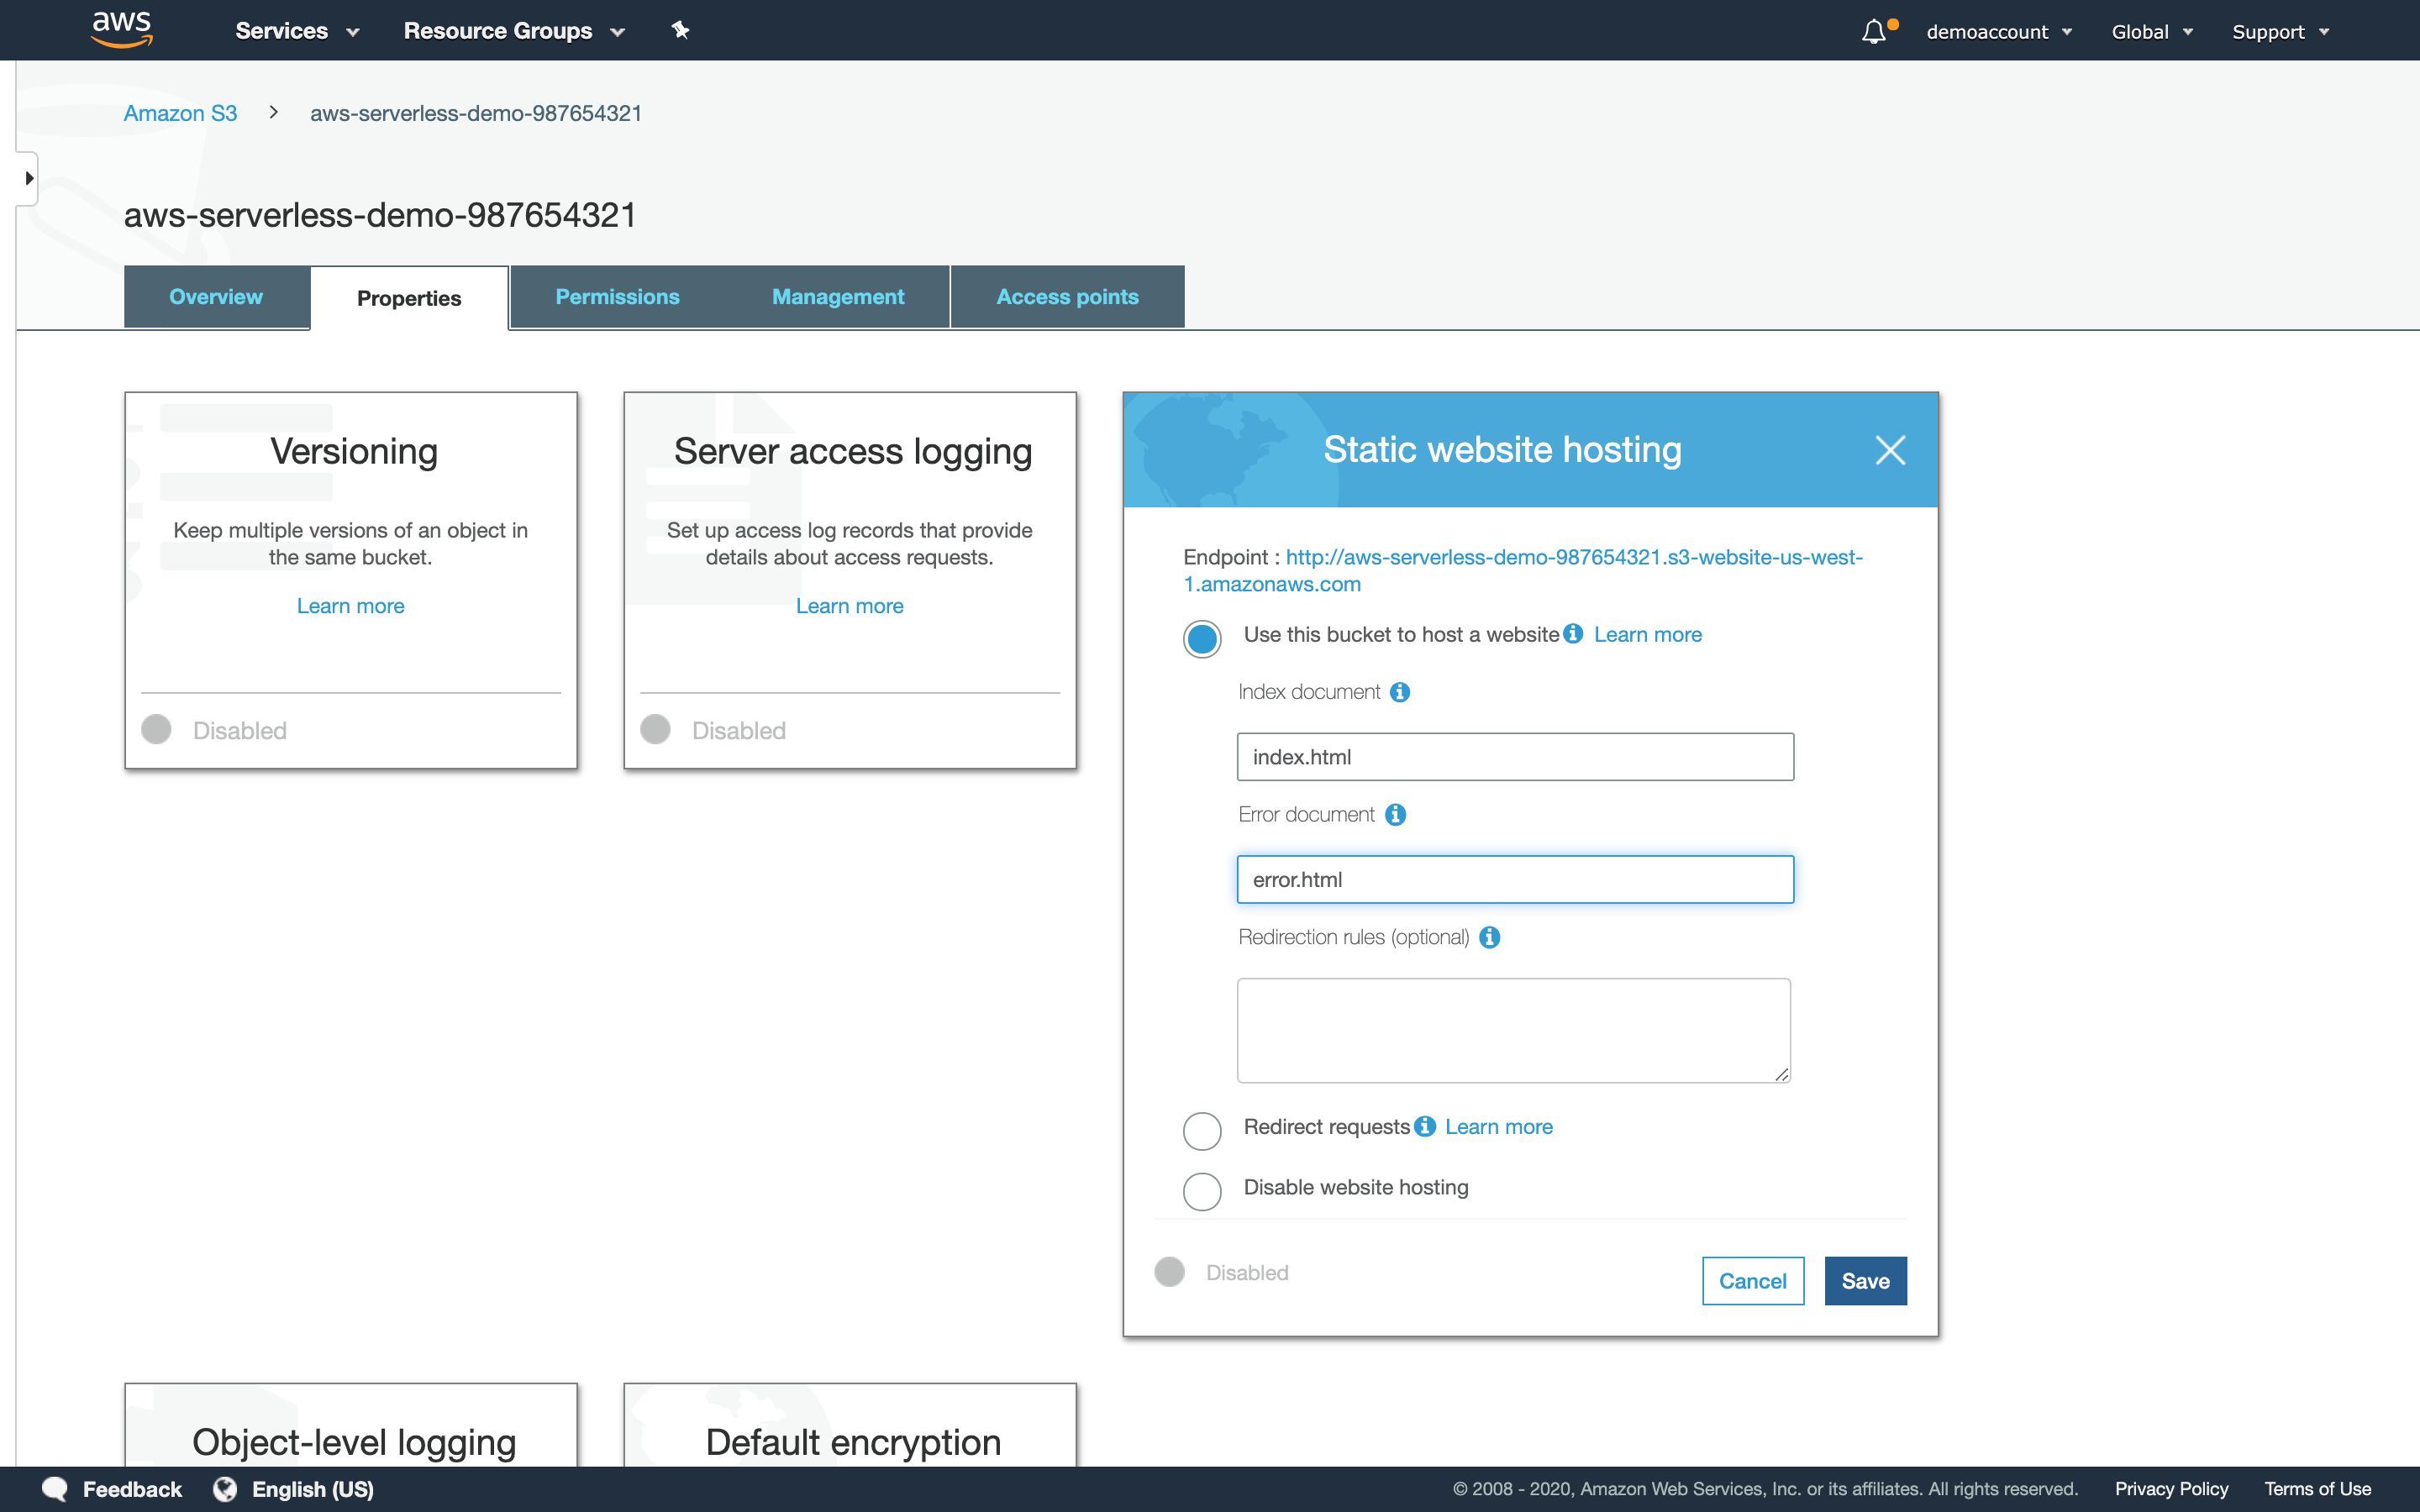 aws
Services
Resource Groups
demoaccount
Global
Support
Amazon S3
aws-serverless-demo-987654321
aws-serverless-demo-987654321
Overview
Properties
Permissions
Management
Access points
Versioning
Keep multiple versions of an object in
the same bucket.
Learn more
Disabled
Server access logging
Set up access log records that provide
details about access requests.
Learn more
Disabled
Static website hosting
Endpoint : http://aws-serverless-demo-987654321.s3-website-us-west-
1.amazonaws.com
Use this bucket to host a website Learn more
Index document
index.html
Error document
error.html
Redirection rules (optional)
Redirect requests Learn more
Disable website hosting
Disabled
Cancel
Save
Object-level logging
Default encryption
Feedback
English (US)
© 2008 - 2020, Amazon Web Services, Inc. or its affiliates. All rights reserved.
Privacy Policy
Terms of Use